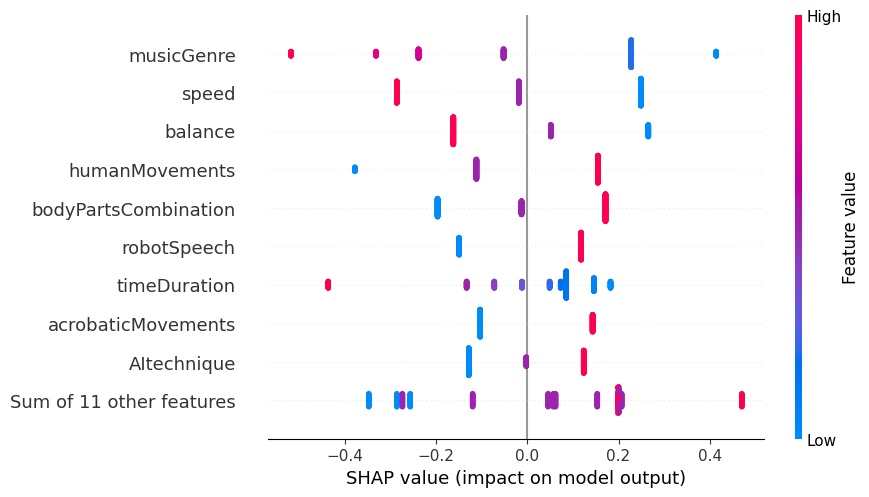 High
musicGenre
speed
balance
humanMovements
bodyPartsCombination
robotSpeech
timeDuration
acrobaticMovements
AItechnique
Sum of 11 other features
Feature value
Low
−0.4 −0.2 0.0 0.2 0.4
SHAP value (impact on model output)